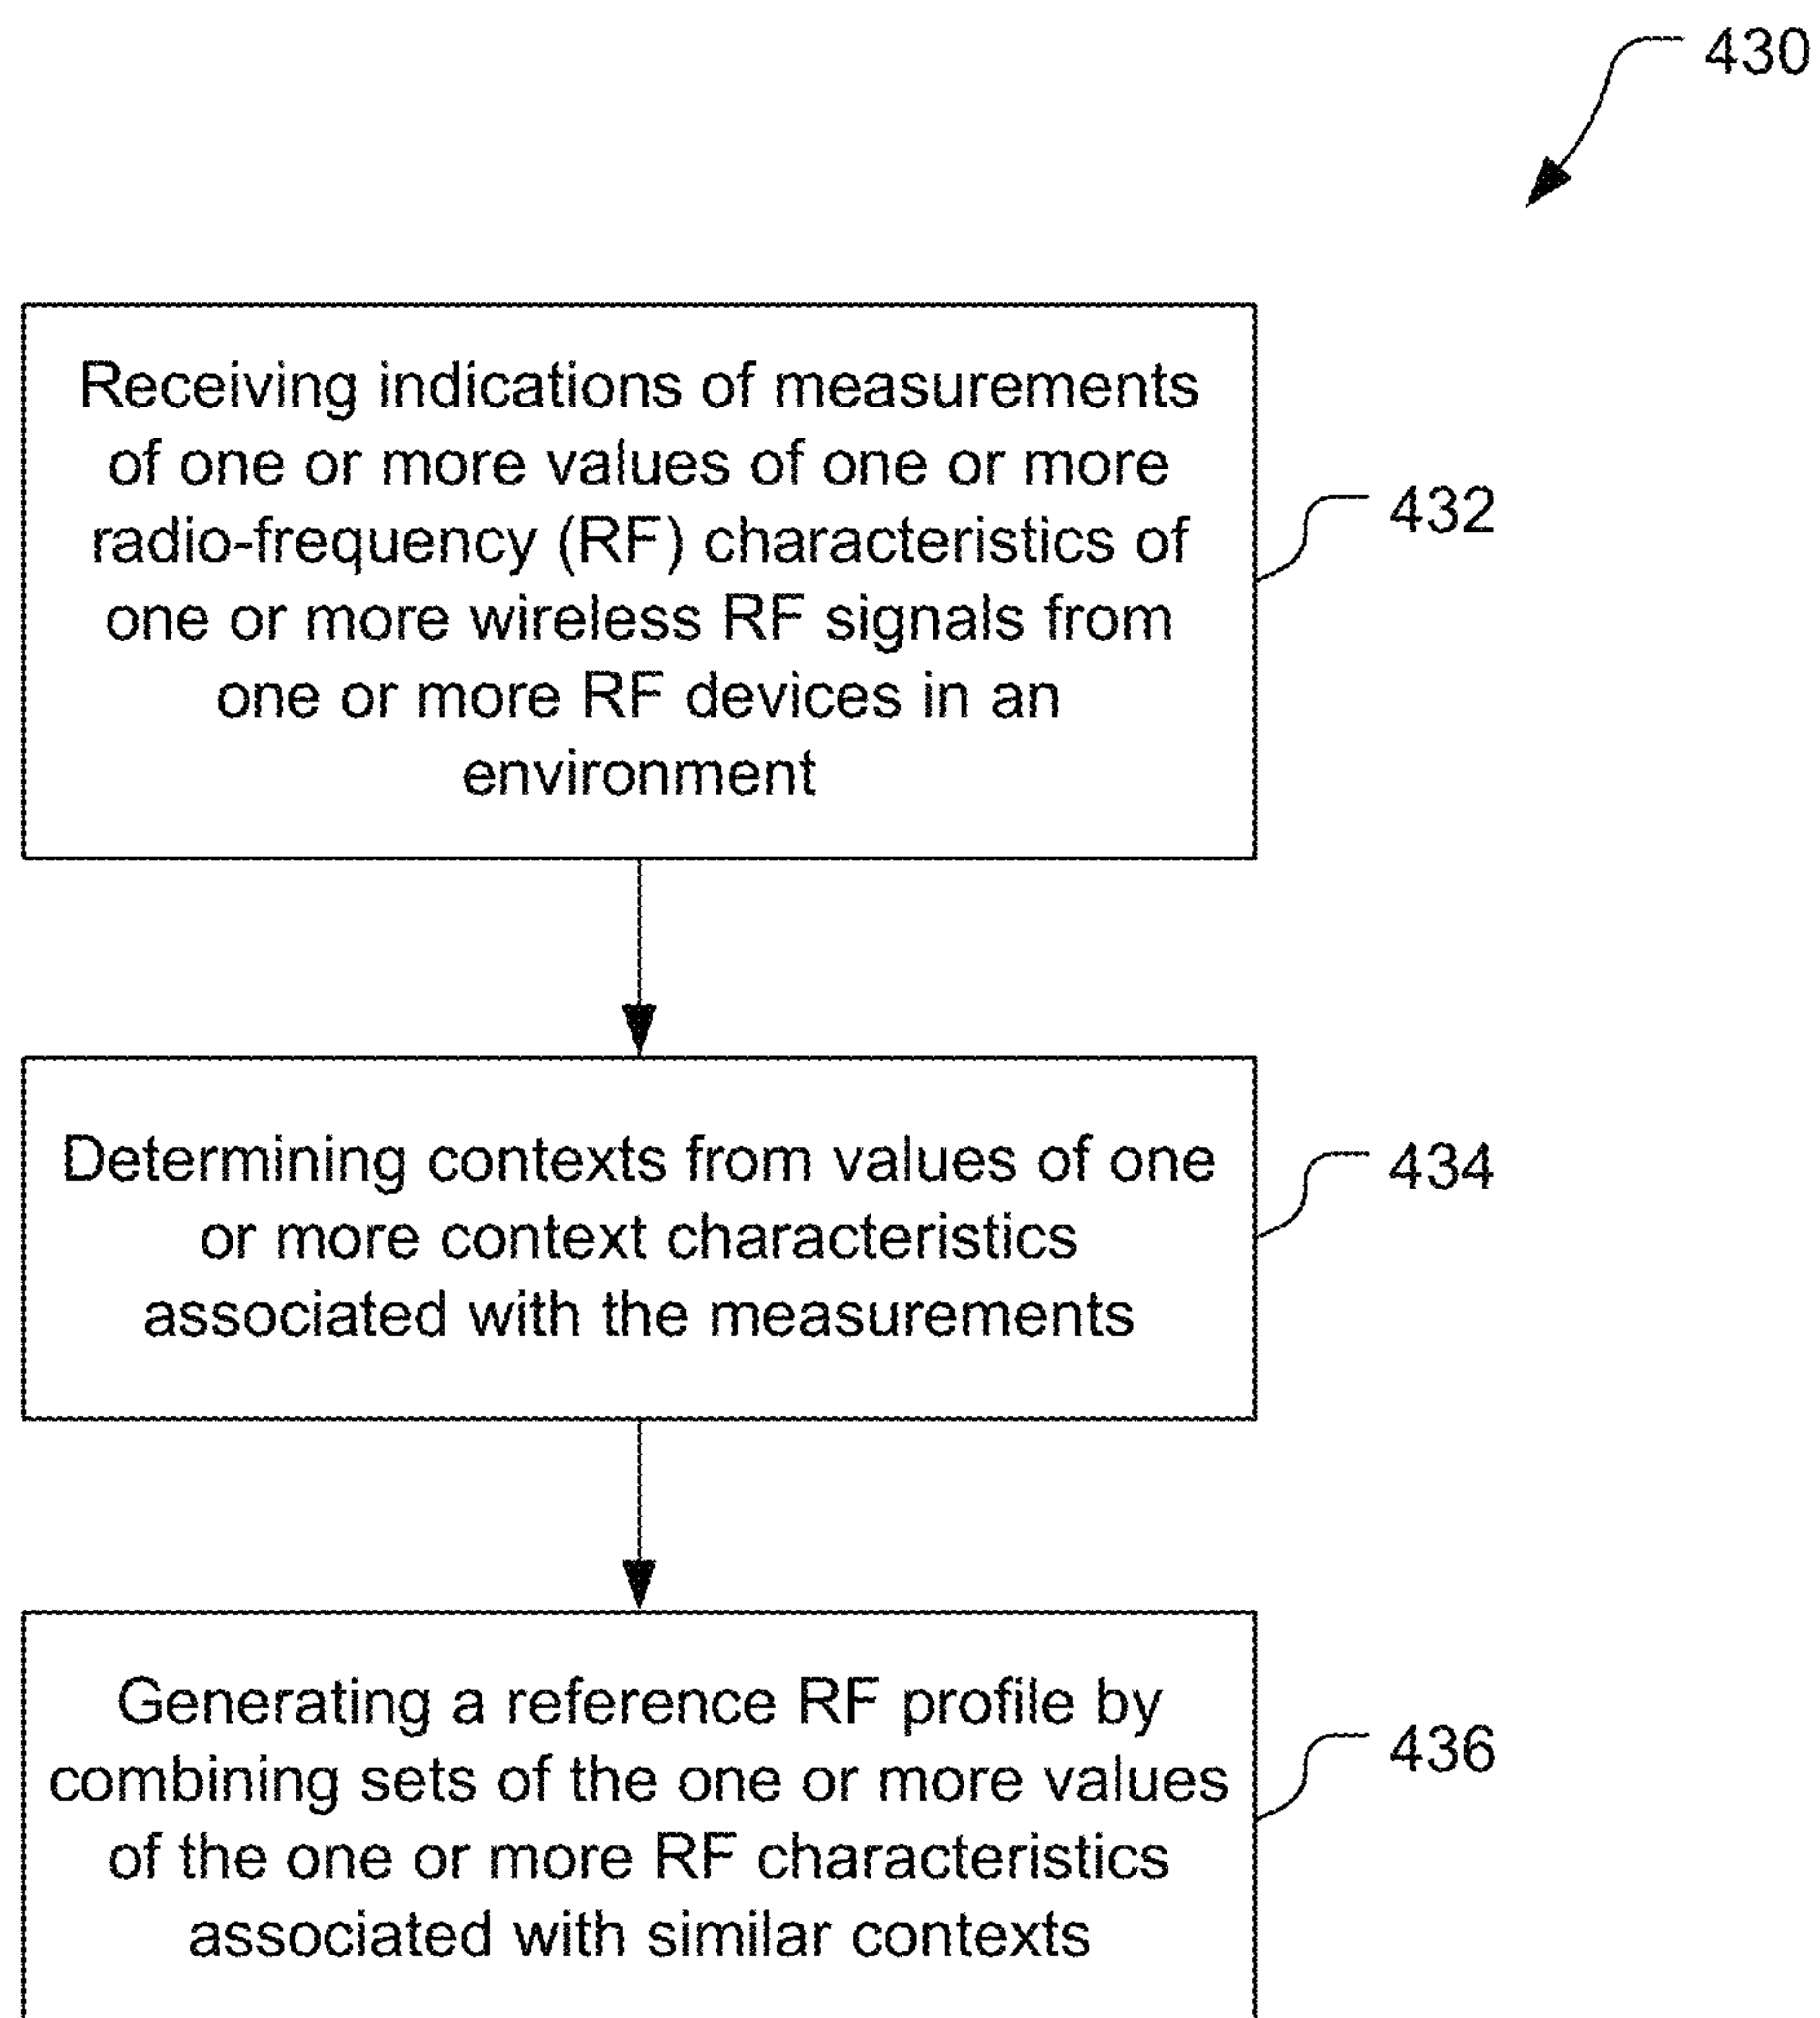 430
Receiving indications of measurements
of one or more values of one or more
radio-frequency (RF) characteristics of
one or more wireless RF signals from
one or more RF devices in an
environment
432
Determining contexts from values of one
or more context characteristics
associated with the measurements
434
Generating a reference RF profile by
combining sets of the one or more values
of the one or more RF characteristics
associated with similar contexts
436